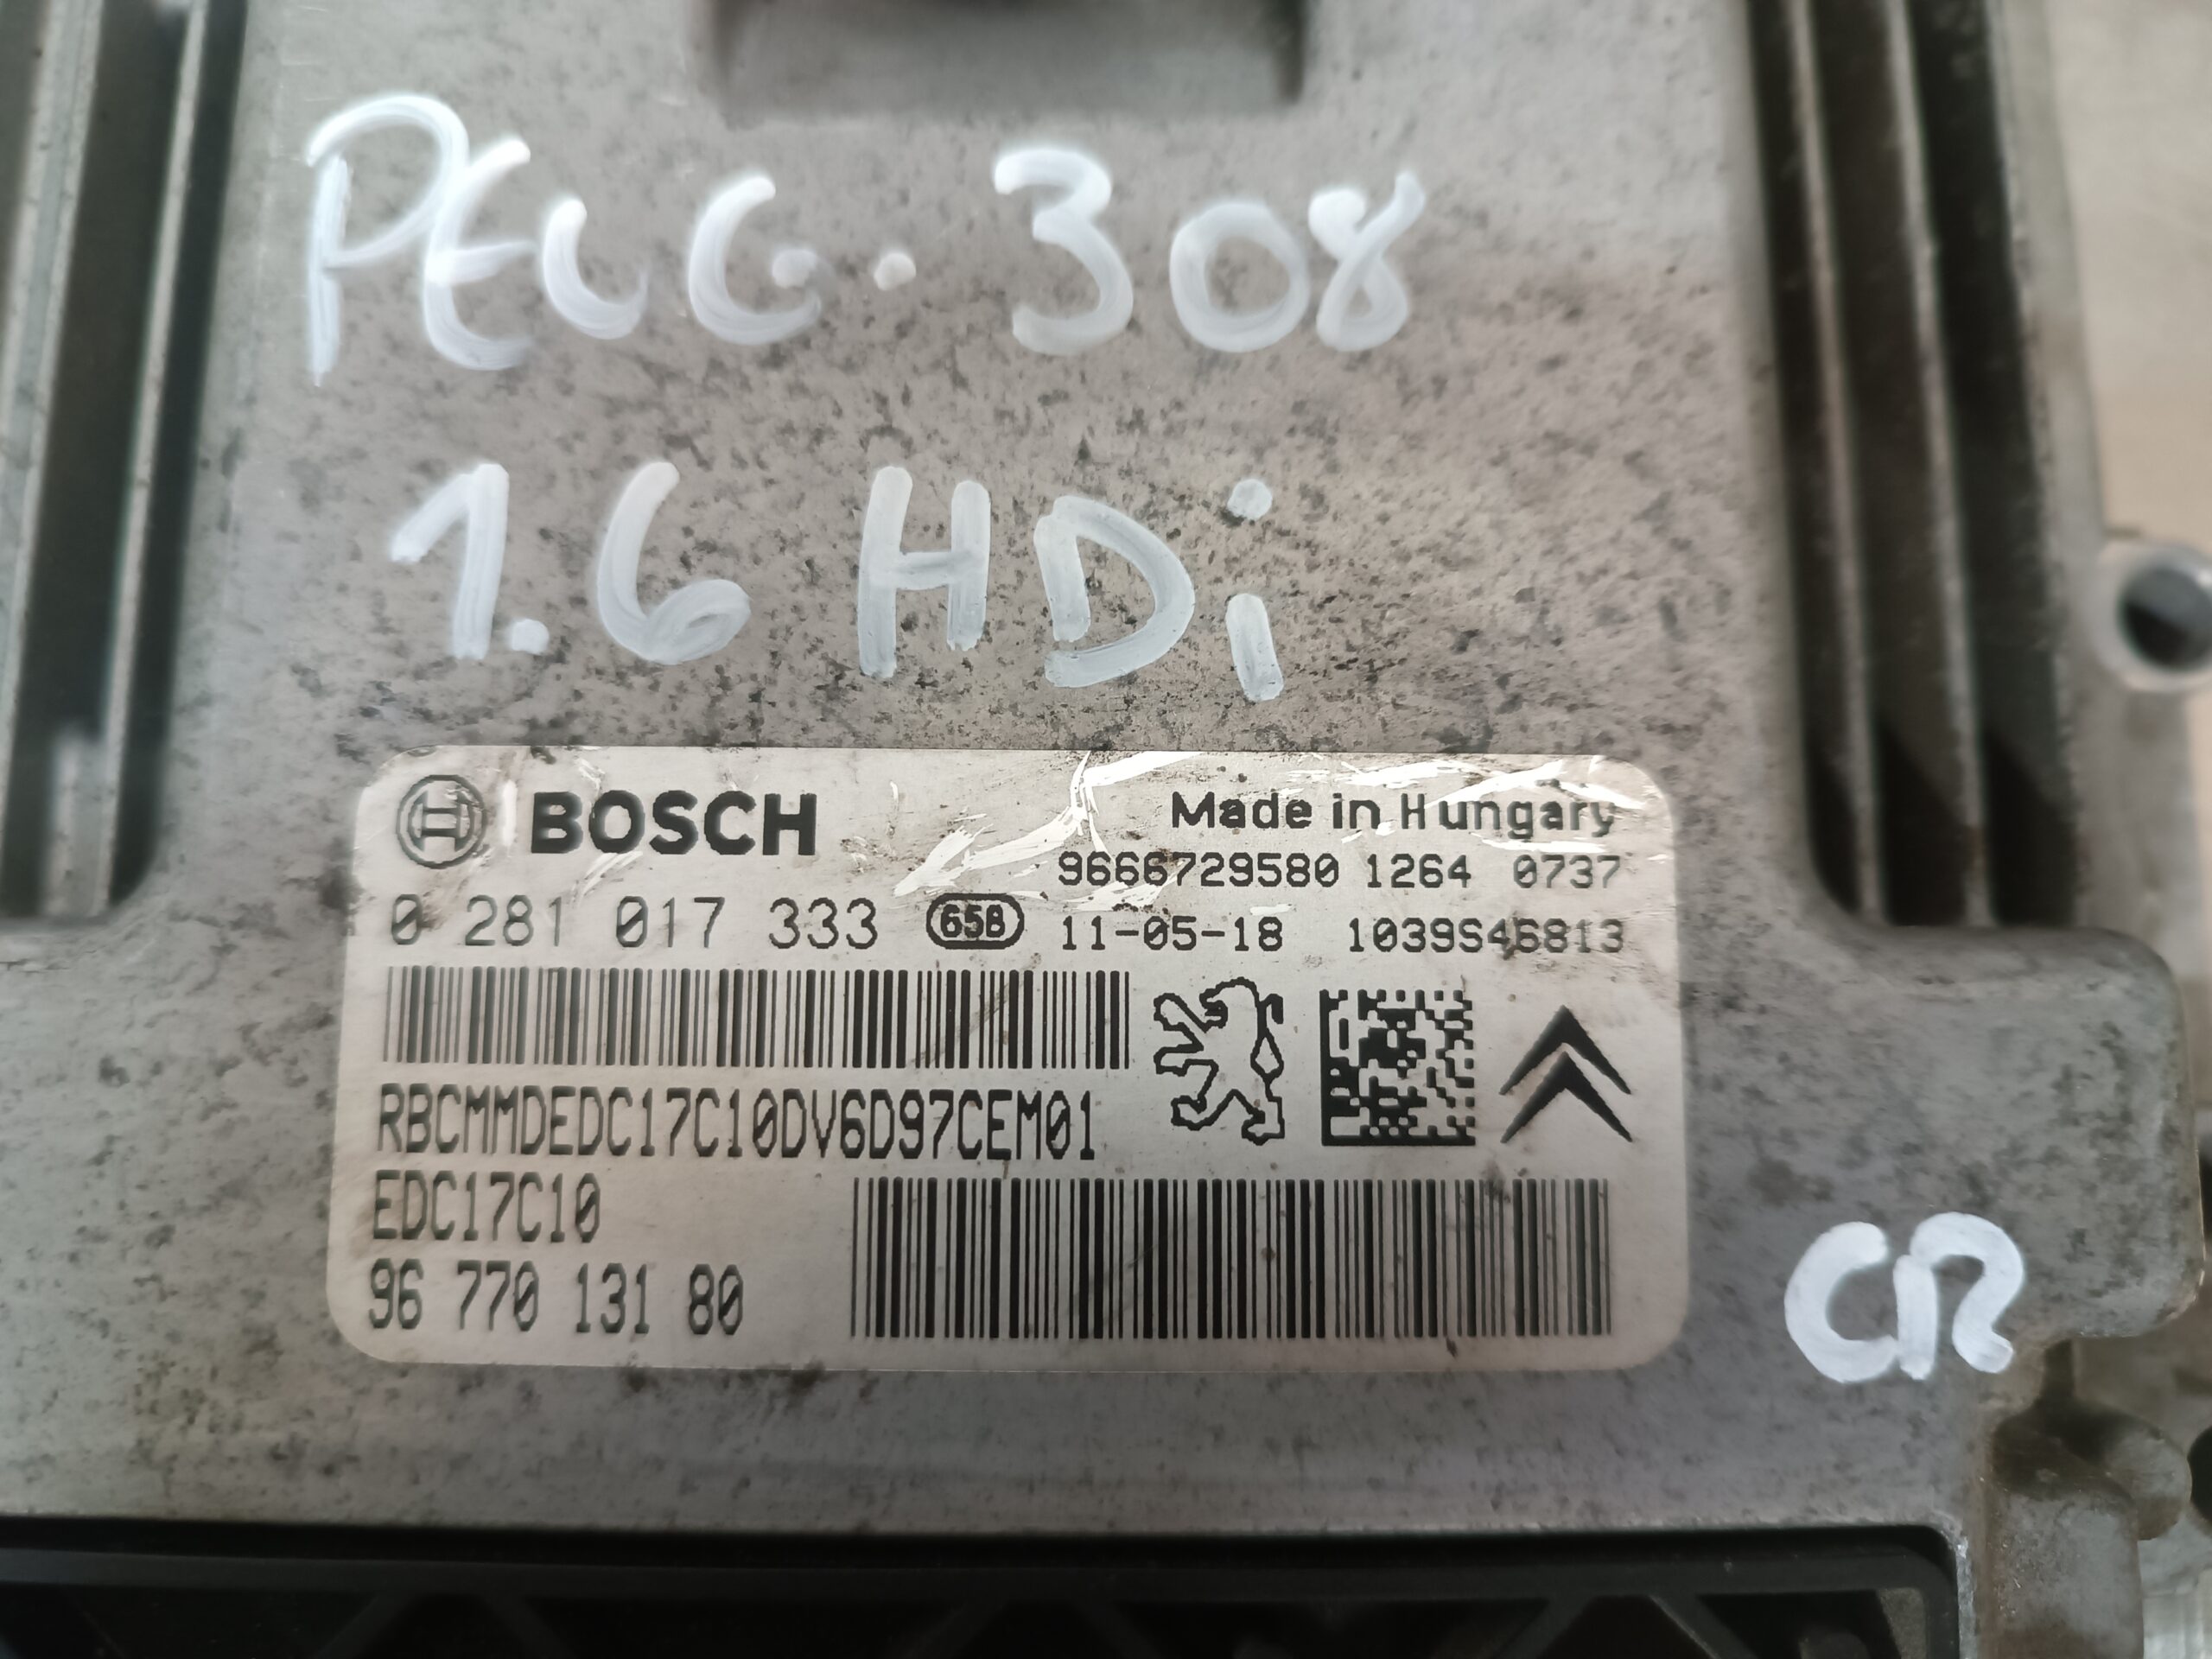 PEUG. 308
1.6 HDi
BOSCH
Made in Hungary
9666729580 1264 0737
0 281 017 333 658 11-05-18 1039S46813
RBCMMDEDC17C10DV6D97CEM01
EDC17C10
96 770 131 80
CR